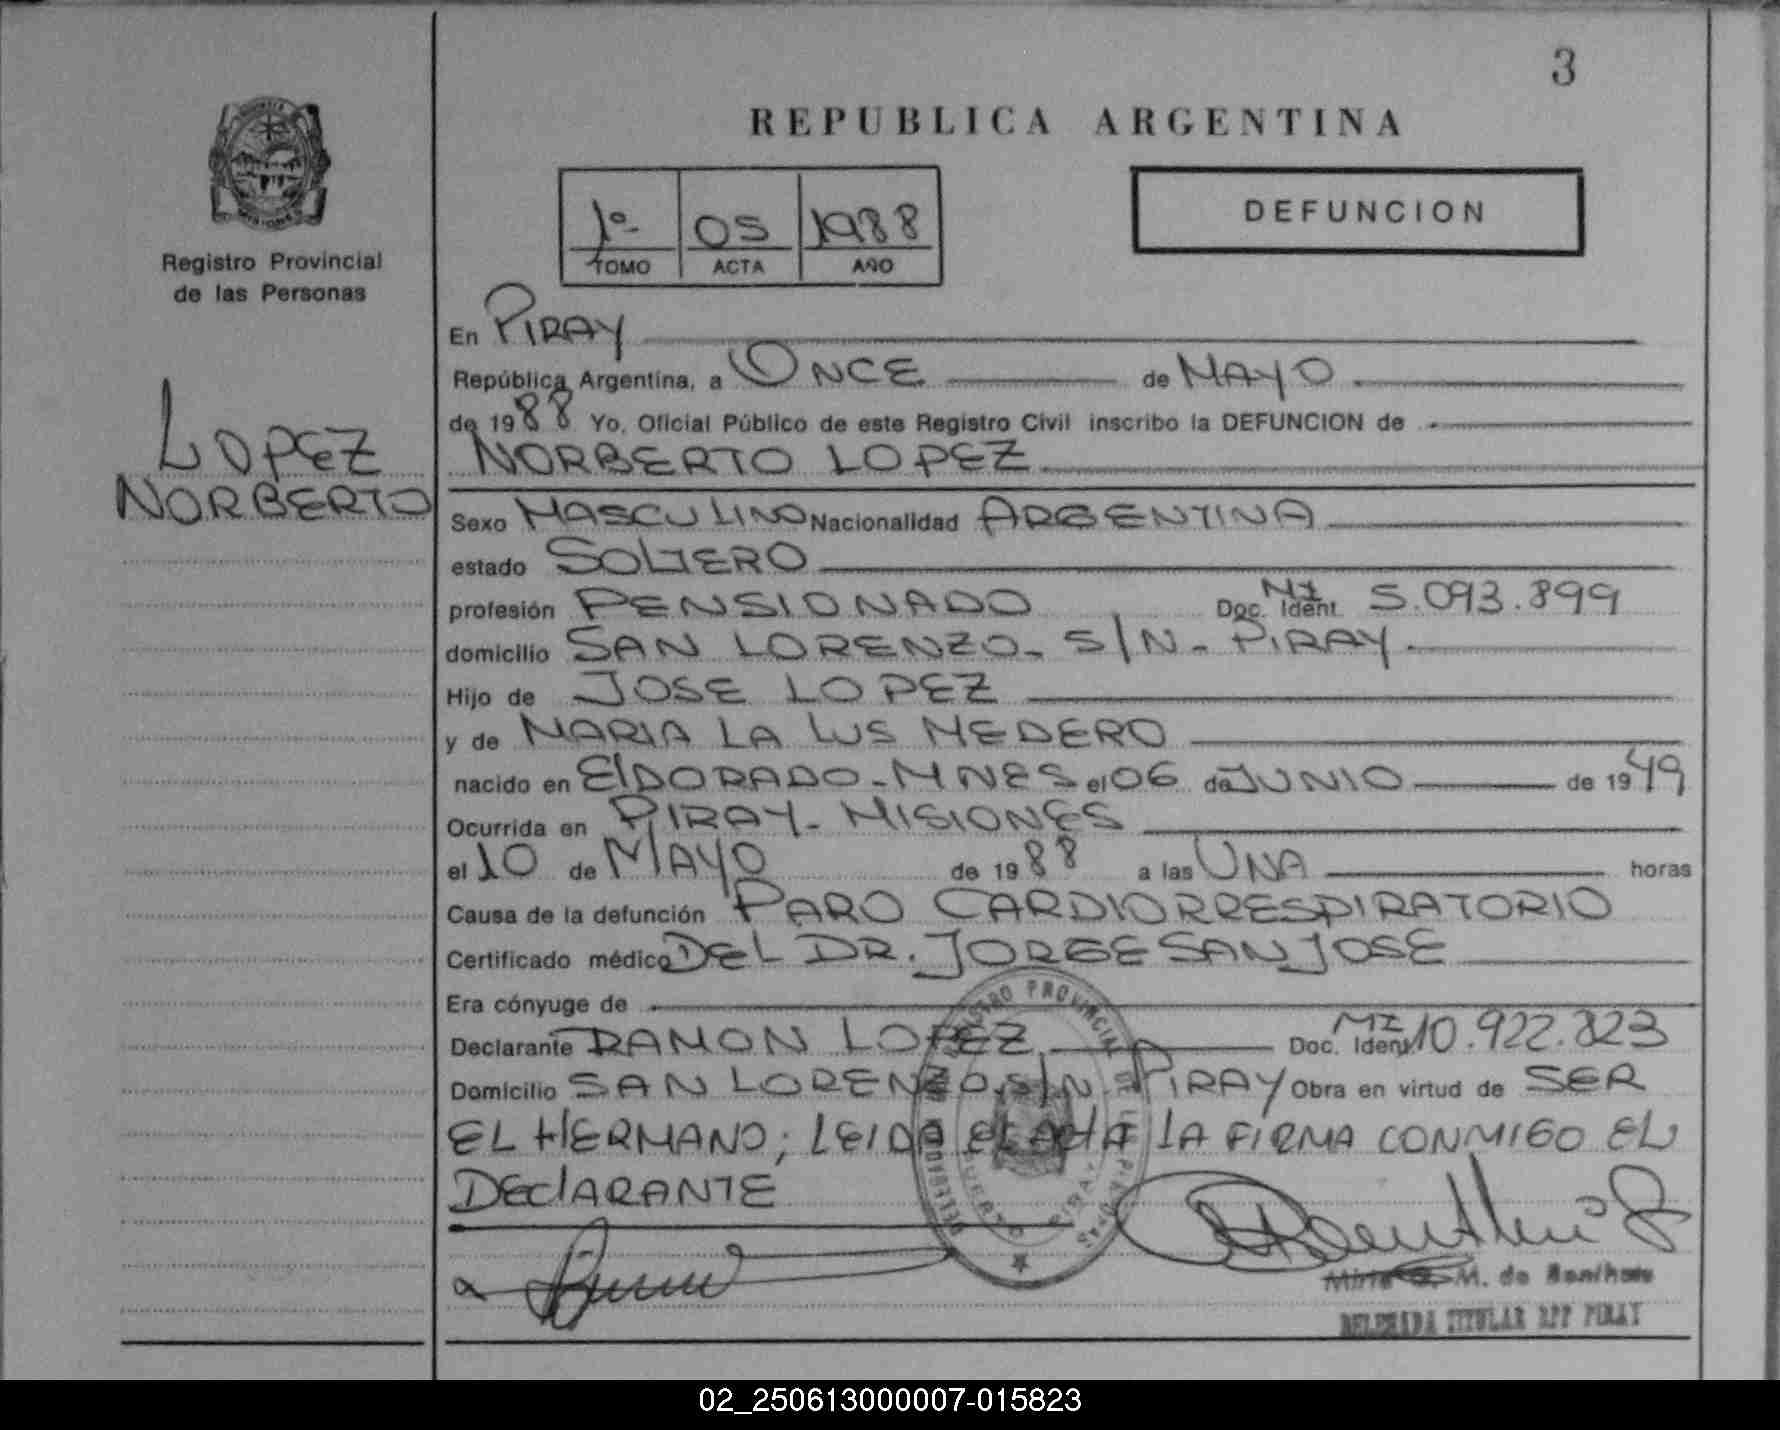 3
REPUBLICA ARGENTINA
1º 05 1988
TOMO ACTA AÑO
DEFUNCION
Registro Provincial
de las Personas
LOPEZ
NORBERTO
En PIRAY
República Argentina, a ONCE de MAYO
de 1988 Yo, Oficial Público de este Registro Civil inscribo la DEFUNCION de
NORBERTO LOPEZ
Sexo MASCULINO Nacionalidad ARGENTINA
estado SOLTERO
profesión PENSIONADO Doc. Ident. MI 5.093.899
domicilio SAN LORENZO - S/N - PIRAY.
Hijo de JOSE LOPEZ
y de MARIA LA LUS MEDERO
nacido en ElDORADO - MNES el 06 de JUNIO de 1949
Ocurrida en PIRAY - MISIONES
el 10 de MAYO de 1988 a las UNA horas
Causa de la defunción PARO CARDIORRESPIRATORIO
Certificado médico DEL DR. JORGE SAN JOSE
Era cónyuge de
Declarante RAMON LOPEZ Doc. Ident. MI 10.922.823
Domicilio SAN LORENZO, S/N PIRAY Obra en virtud de SER
EL HERMANO; LEIDA EL ACTA LA FIRMA CONMIGO EL
DEClARANTE
M. de
DELEGADA TITULAR RPP PIRAY
02_250613000007-015823